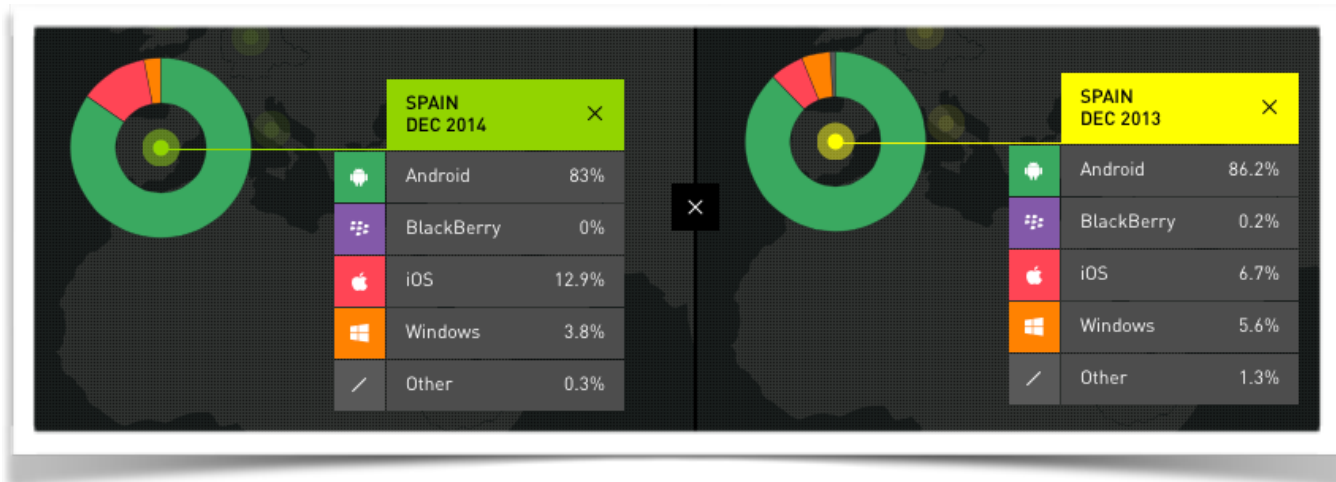 SPAIN
DEC 2014
Android 83%
BlackBerry 0%
iOS 12.9%
Windows 3.8%
Other 0.3%
SPAIN
DEC 2013
Android 86.2%
BlackBerry 0.2%
iOS 6.7%
Windows 5.6%
Other 1.3%